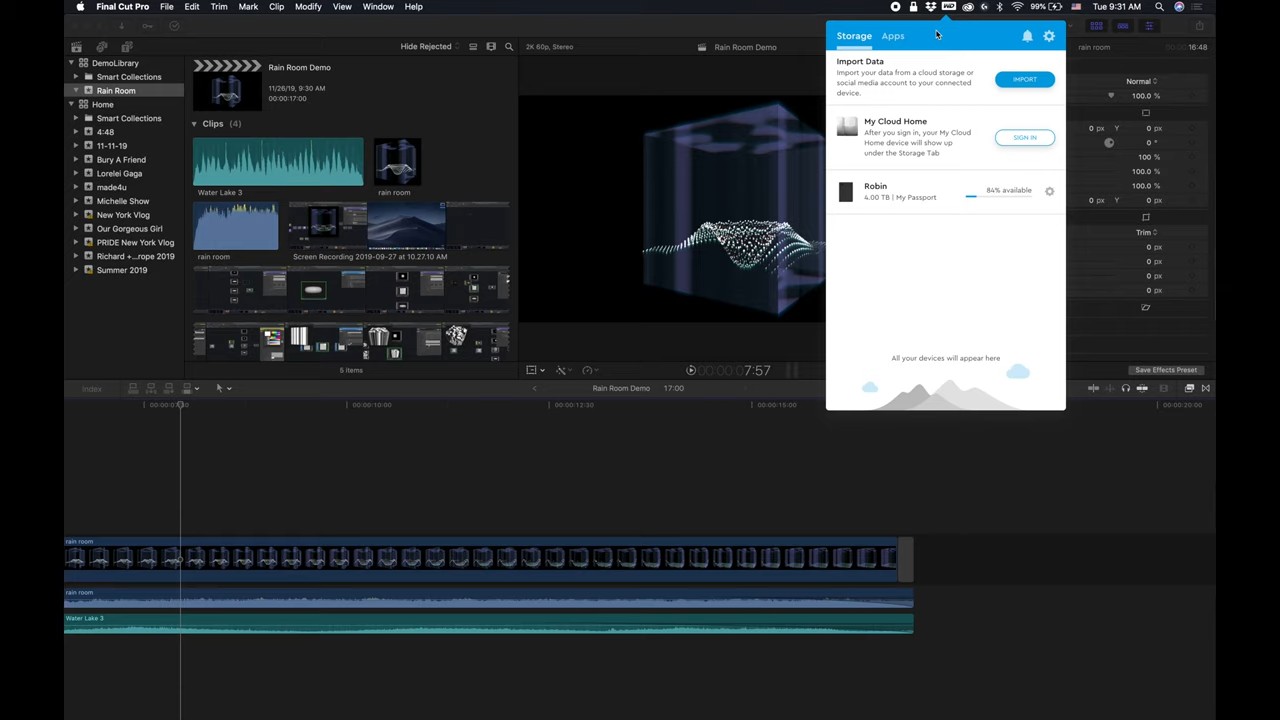 Final Cut Pro File Edit Trim Mark Clip Modify View Window Help
WD 99% Tue 9:31 AM
Hide Rejected
2K 60p, Stereo
Rain Room Demo
rain room
16:48
DemoLibrary
Smart Collections
Rain Room
Home
Smart Collections
4:48
11-11-19
Bury A Friend
Lorelei Gaga
made4u
Michelle Show
New York Vlog
Our Gorgeous Girl
PRIDE New York Vlog
Richard +...rope 2019
Summer 2019
Rain Room Demo
11/26/19, 9:30 AM
00:00:17:00
Clips (4)
Water Lake 3
rain room
rain room
Screen Recording 2019-09-27 at 10.27.10 AM
5 items
Storage Apps
Import Data
Import your data from a cloud storage or
social media account to your connected
device.
IMPORT
My Cloud Home
After you sign in, your My Cloud
Home device will show up
under the Storage Tab
SIGN IN
Robin
4.00 TB | My Passport
84% available
All your devices will appear here
Normal
100.0 %
0 px Y 0 px
0 °
100 %
100.0 %
100.0 %
0 px Y 0 px
Trim
0 px
0 px
0 px
0 px
Save Effects Preset
00:00:00:07:57
Index
Rain Room Demo 17:00
00:00:10:00
00:00:12:30
00:00:15:00
00:00:20:00
rain room
rain room
Water Lake 3